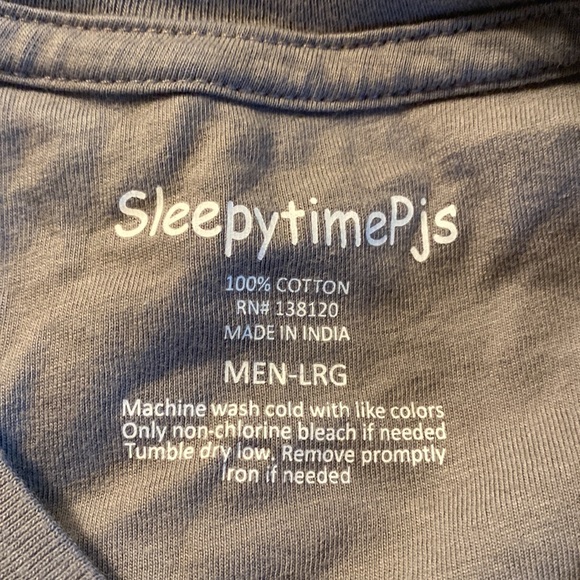 SleepytimePjs
100% COTTON
RN# 138120
MADE IN INDIA
MEN-LRG
Machine wash cold with like colors
Only non-chlorine bleach if needed
Tumble dry low. Remove promptly
Iron if needed